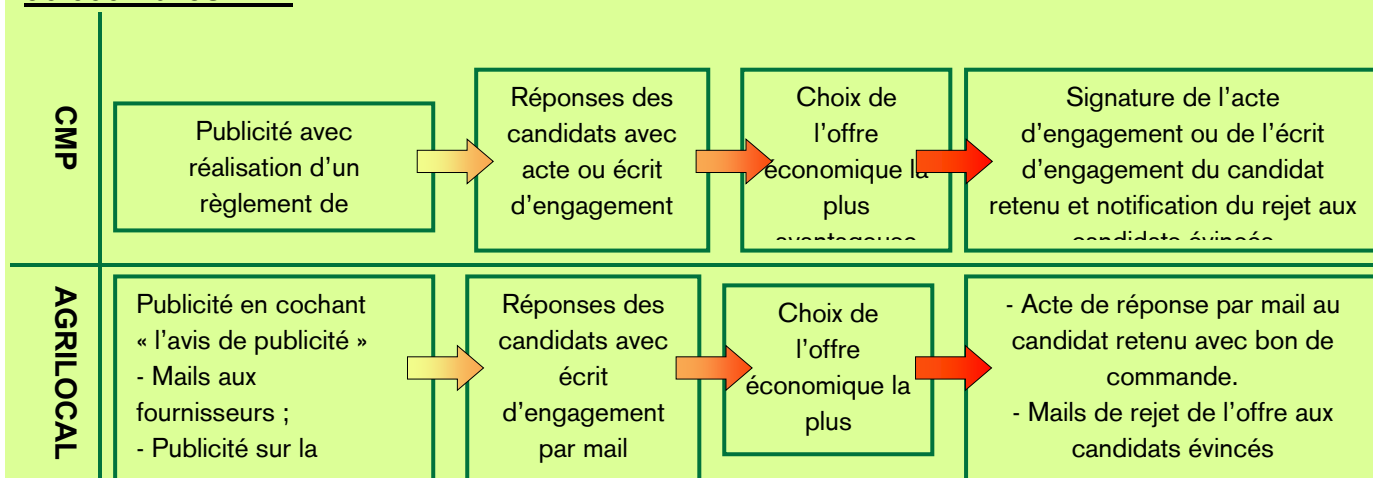 CMP
Publicité avec
réalisation d’un
règlement de
Réponses des
candidats avec
acte ou écrit
d’engagement
Choix de
l’offre
économique la
plus
avantageuse
Signature de l’acte
d’engagement ou de l’écrit
d’engagement du candidat
retenu et notification du rejet aux
candidats évincés
AGRILOCAL
Publicité en cochant
« l’avis de publicité »
- Mails aux
fournisseurs ;
- Publicité sur la
Réponses des
candidats avec
écrit
d’engagement
par mail
Choix de
l’offre
économique la
plus
- Acte de réponse par mail au
candidat retenu avec bon de
commande.
- Mails de rejet de l’offre aux
candidats évincés